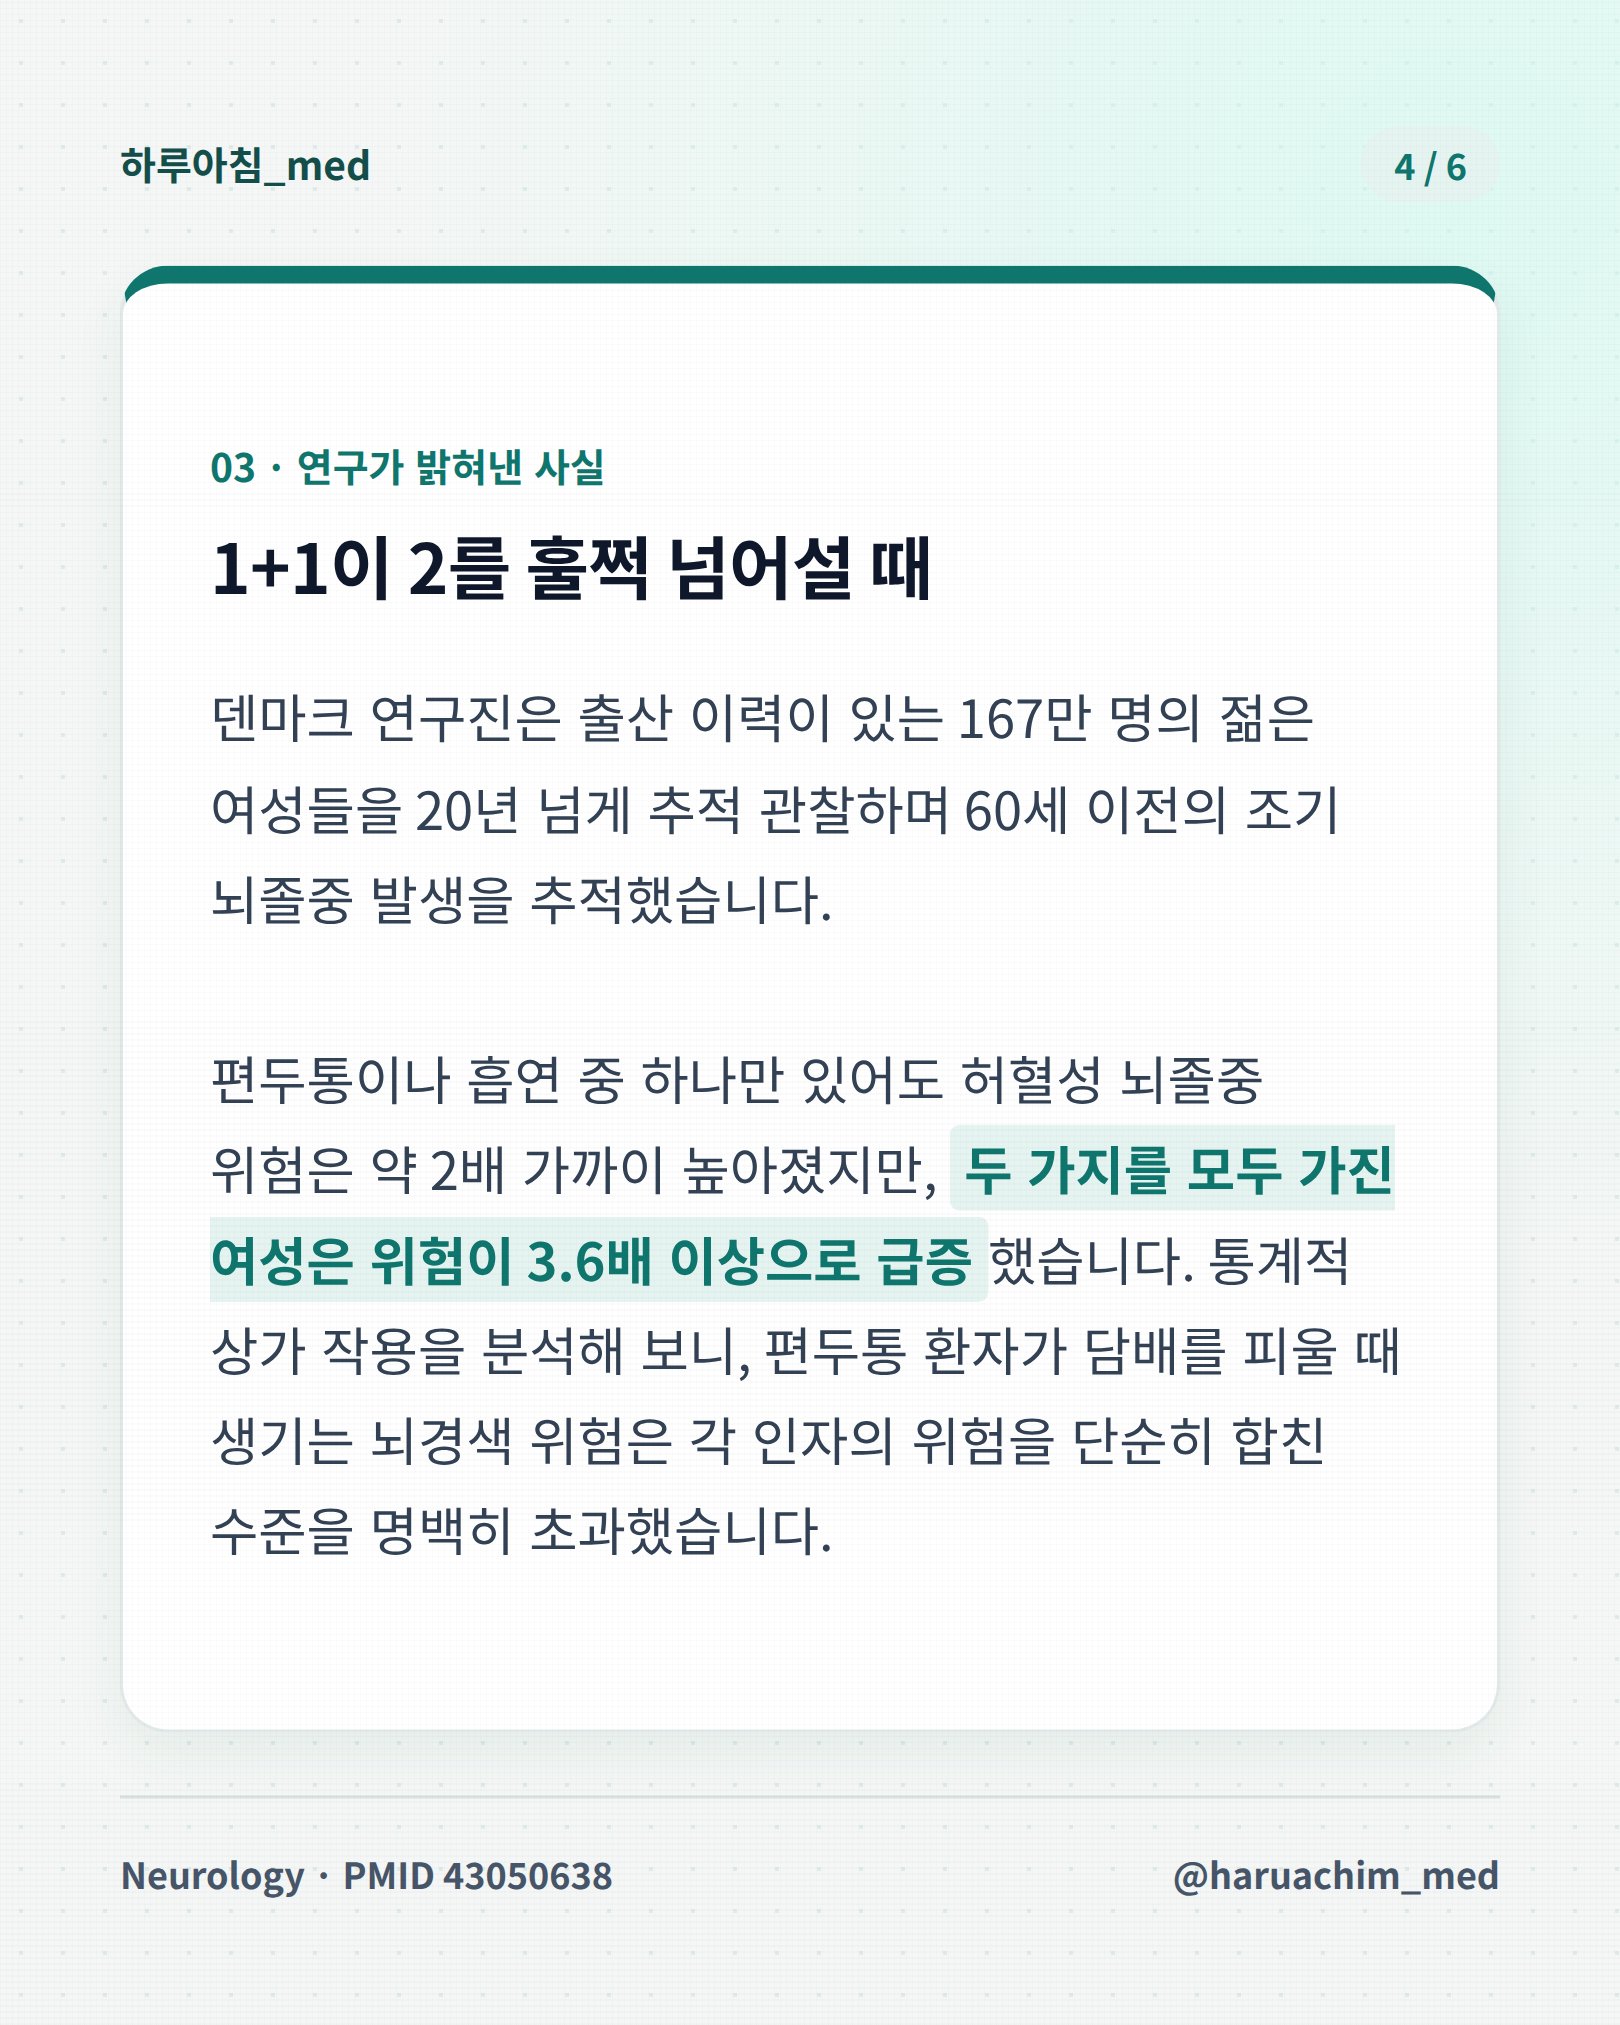 하루아침_med
4 / 6
03 · 연구가 밝혀낸 사실
1+1이 2를 훌쩍 넘어설 때
덴마크 연구진은 출산 이력이 있는 167만 명의 젊은
여성들을 20년 넘게 추적 관찰하며 60세 이전의 조기
뇌졸중 발생을 추적했습니다.
편두통이나 흡연 중 하나만 있어도 허혈성 뇌졸중
위험은 약 2배 가까이 높아졌지만, 두 가지를 모두 가진
여성은 위험이 3.6배 이상으로 급증했습니다. 통계적
상가 작용을 분석해 보니, 편두통 환자가 담배를 피울 때
생기는 뇌경색 위험은 각 인자의 위험을 단순히 합친
수준을 명백히 초과했습니다.
Neurology · PMID 43050638
@haruachim_med